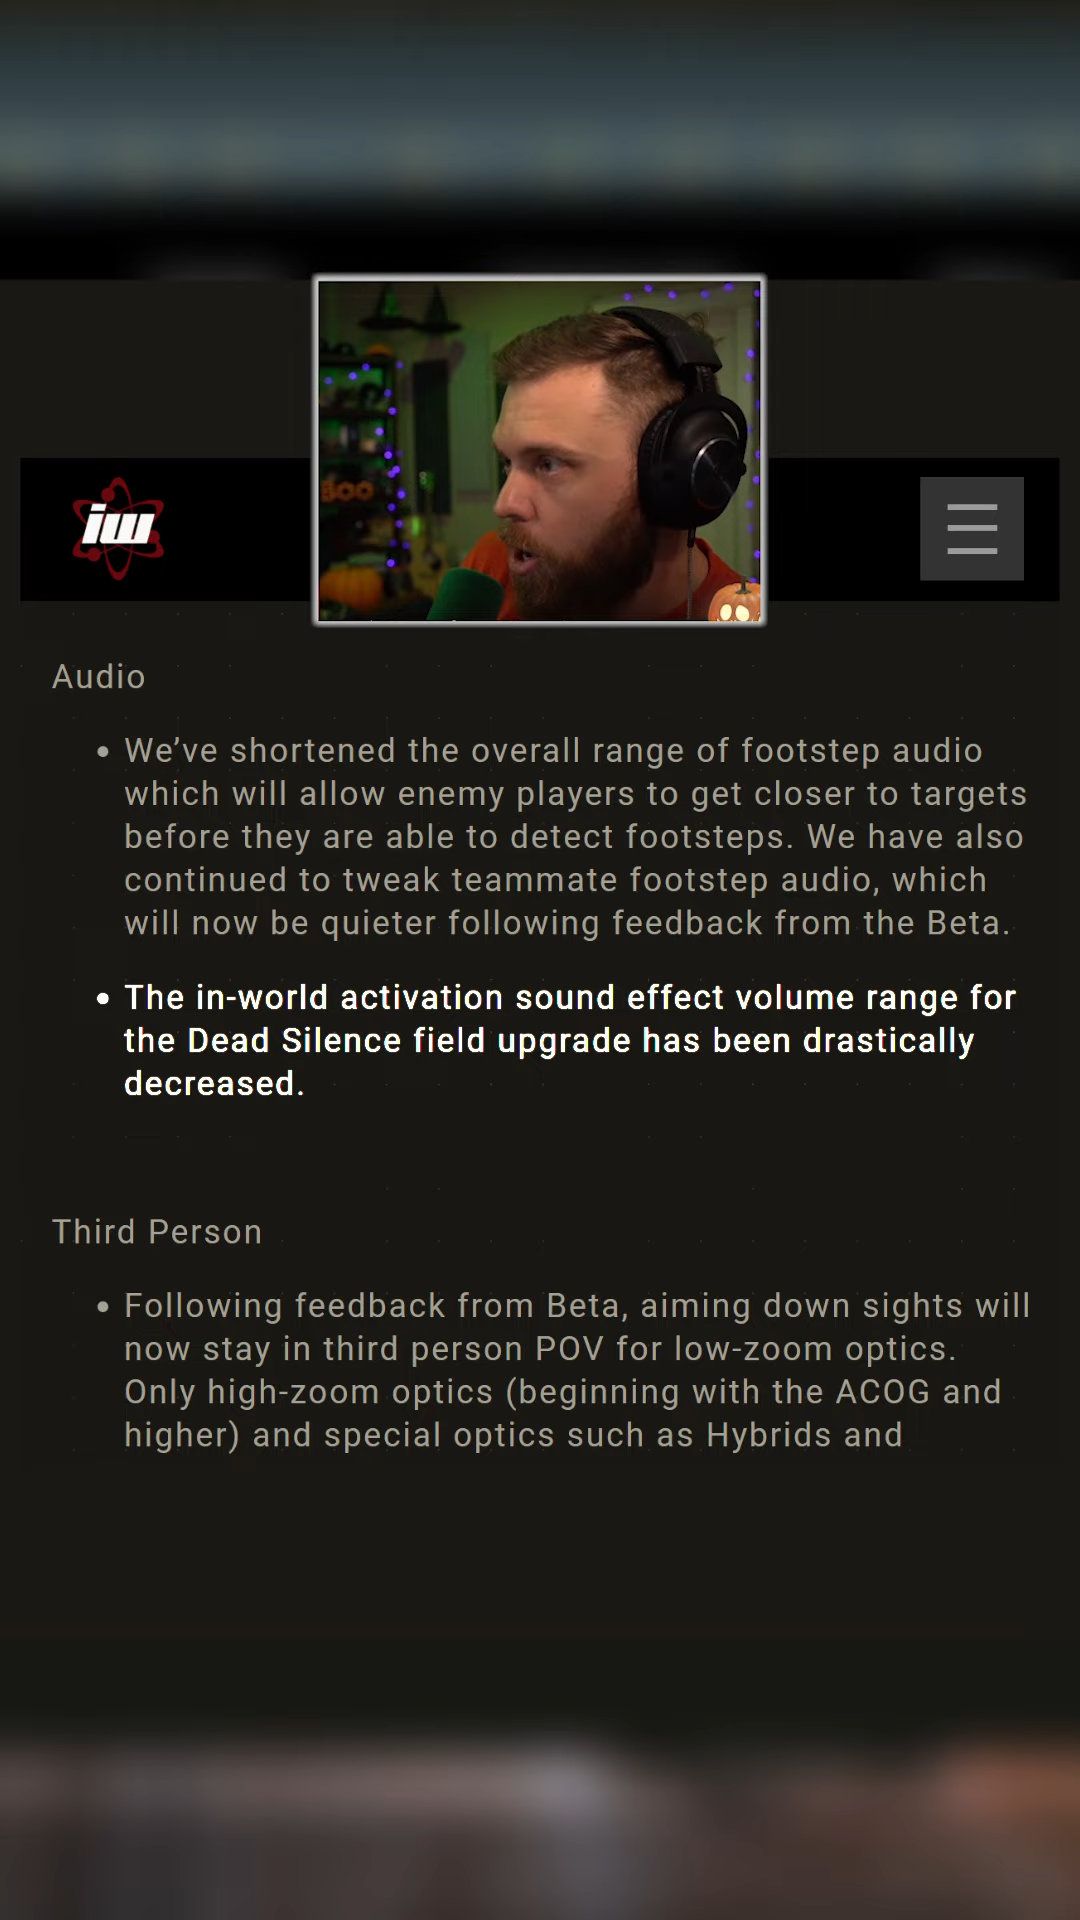 BOO
iw
Audio
• We’ve shortened the overall range of footstep audio
which will allow enemy players to get closer to targets
before they are able to detect footsteps. We have also
continued to tweak teammate footstep audio, which
will now be quieter following feedback from the Beta.
• The in-world activation sound effect volume range for
the Dead Silence field upgrade has been drastically
decreased.
Third Person
• Following feedback from Beta, aiming down sights will
now stay in third person POV for low-zoom optics.
Only high-zoom optics (beginning with the ACOG and
higher) and special optics such as Hybrids and